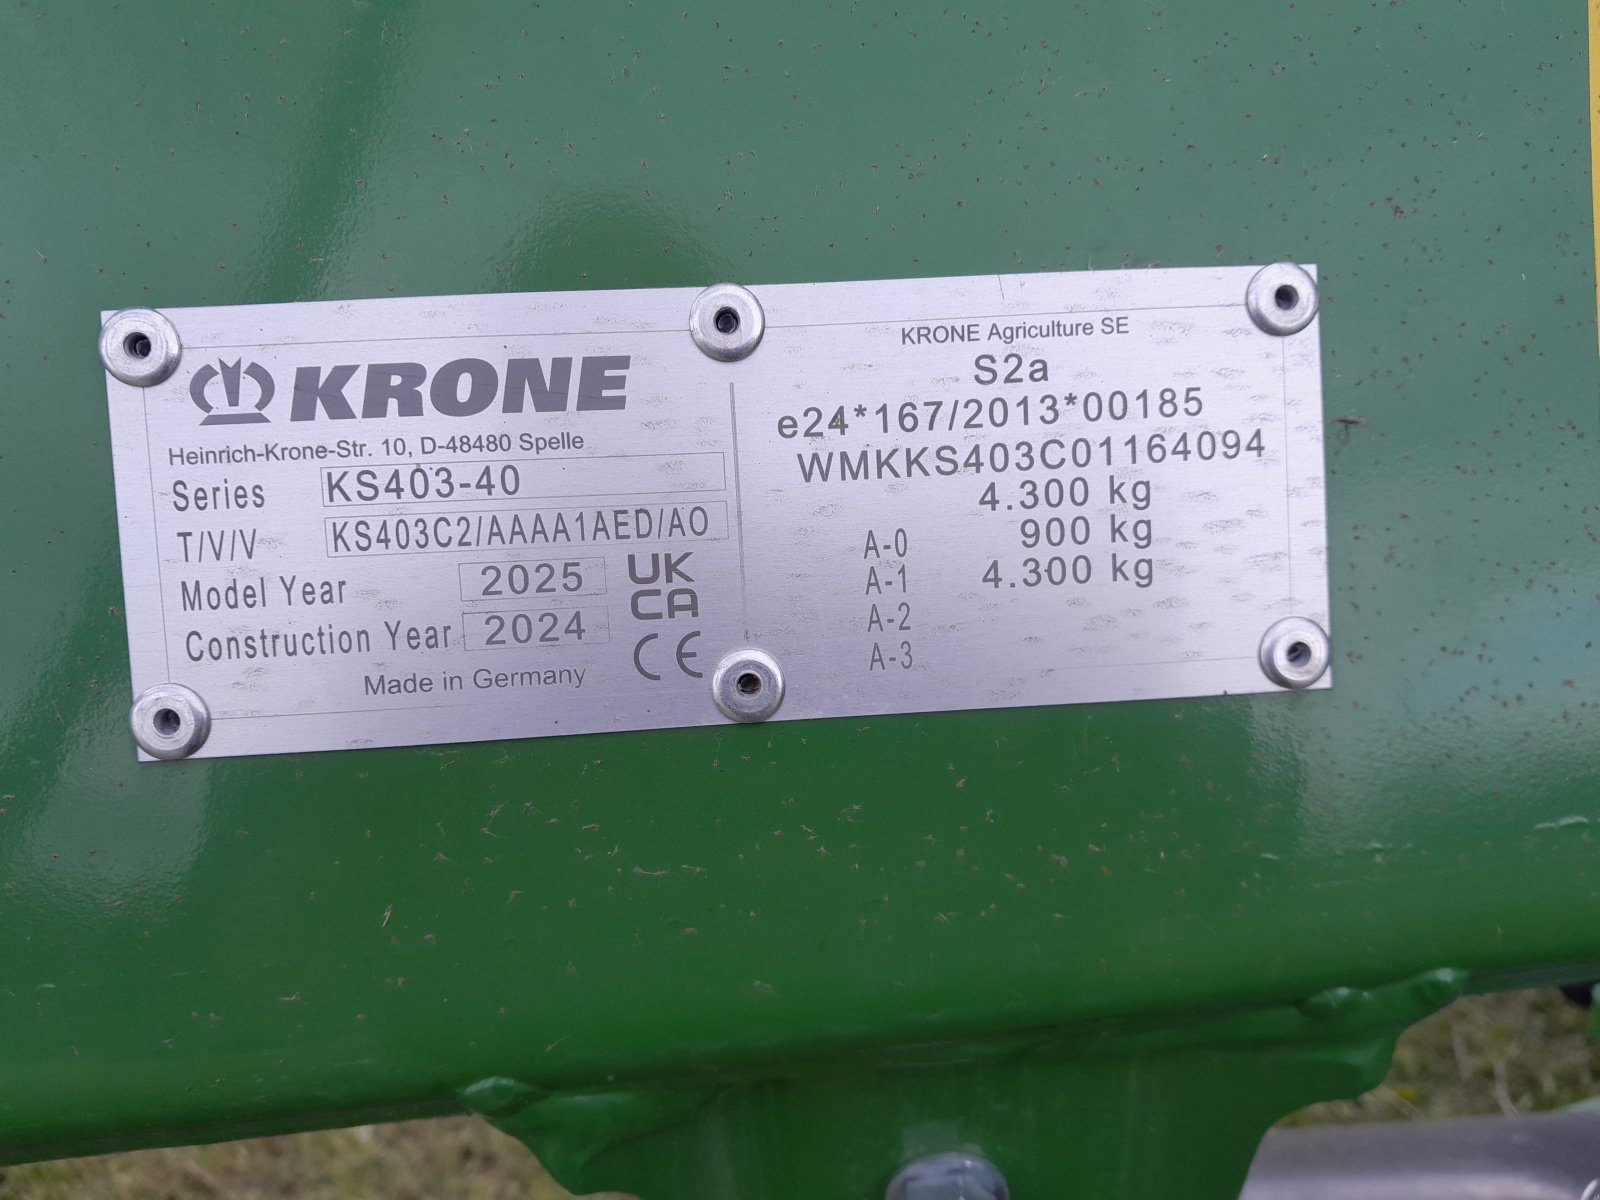 KRONE
Heinrich-Krone-Str. 10, D-48480 Spelle
Series KS403-40
T/V/V KS403C2/AAAA1AED/AO
Model Year 2025
Construction Year 2024
UK
CA
CE
Made in Germany
KRONE Agriculture SE
S2a
e24*167/2013*00185
WMKKS403C01164094
4.300 kg
A-0 900 kg
A-1 4.300 kg
A-2
A-3